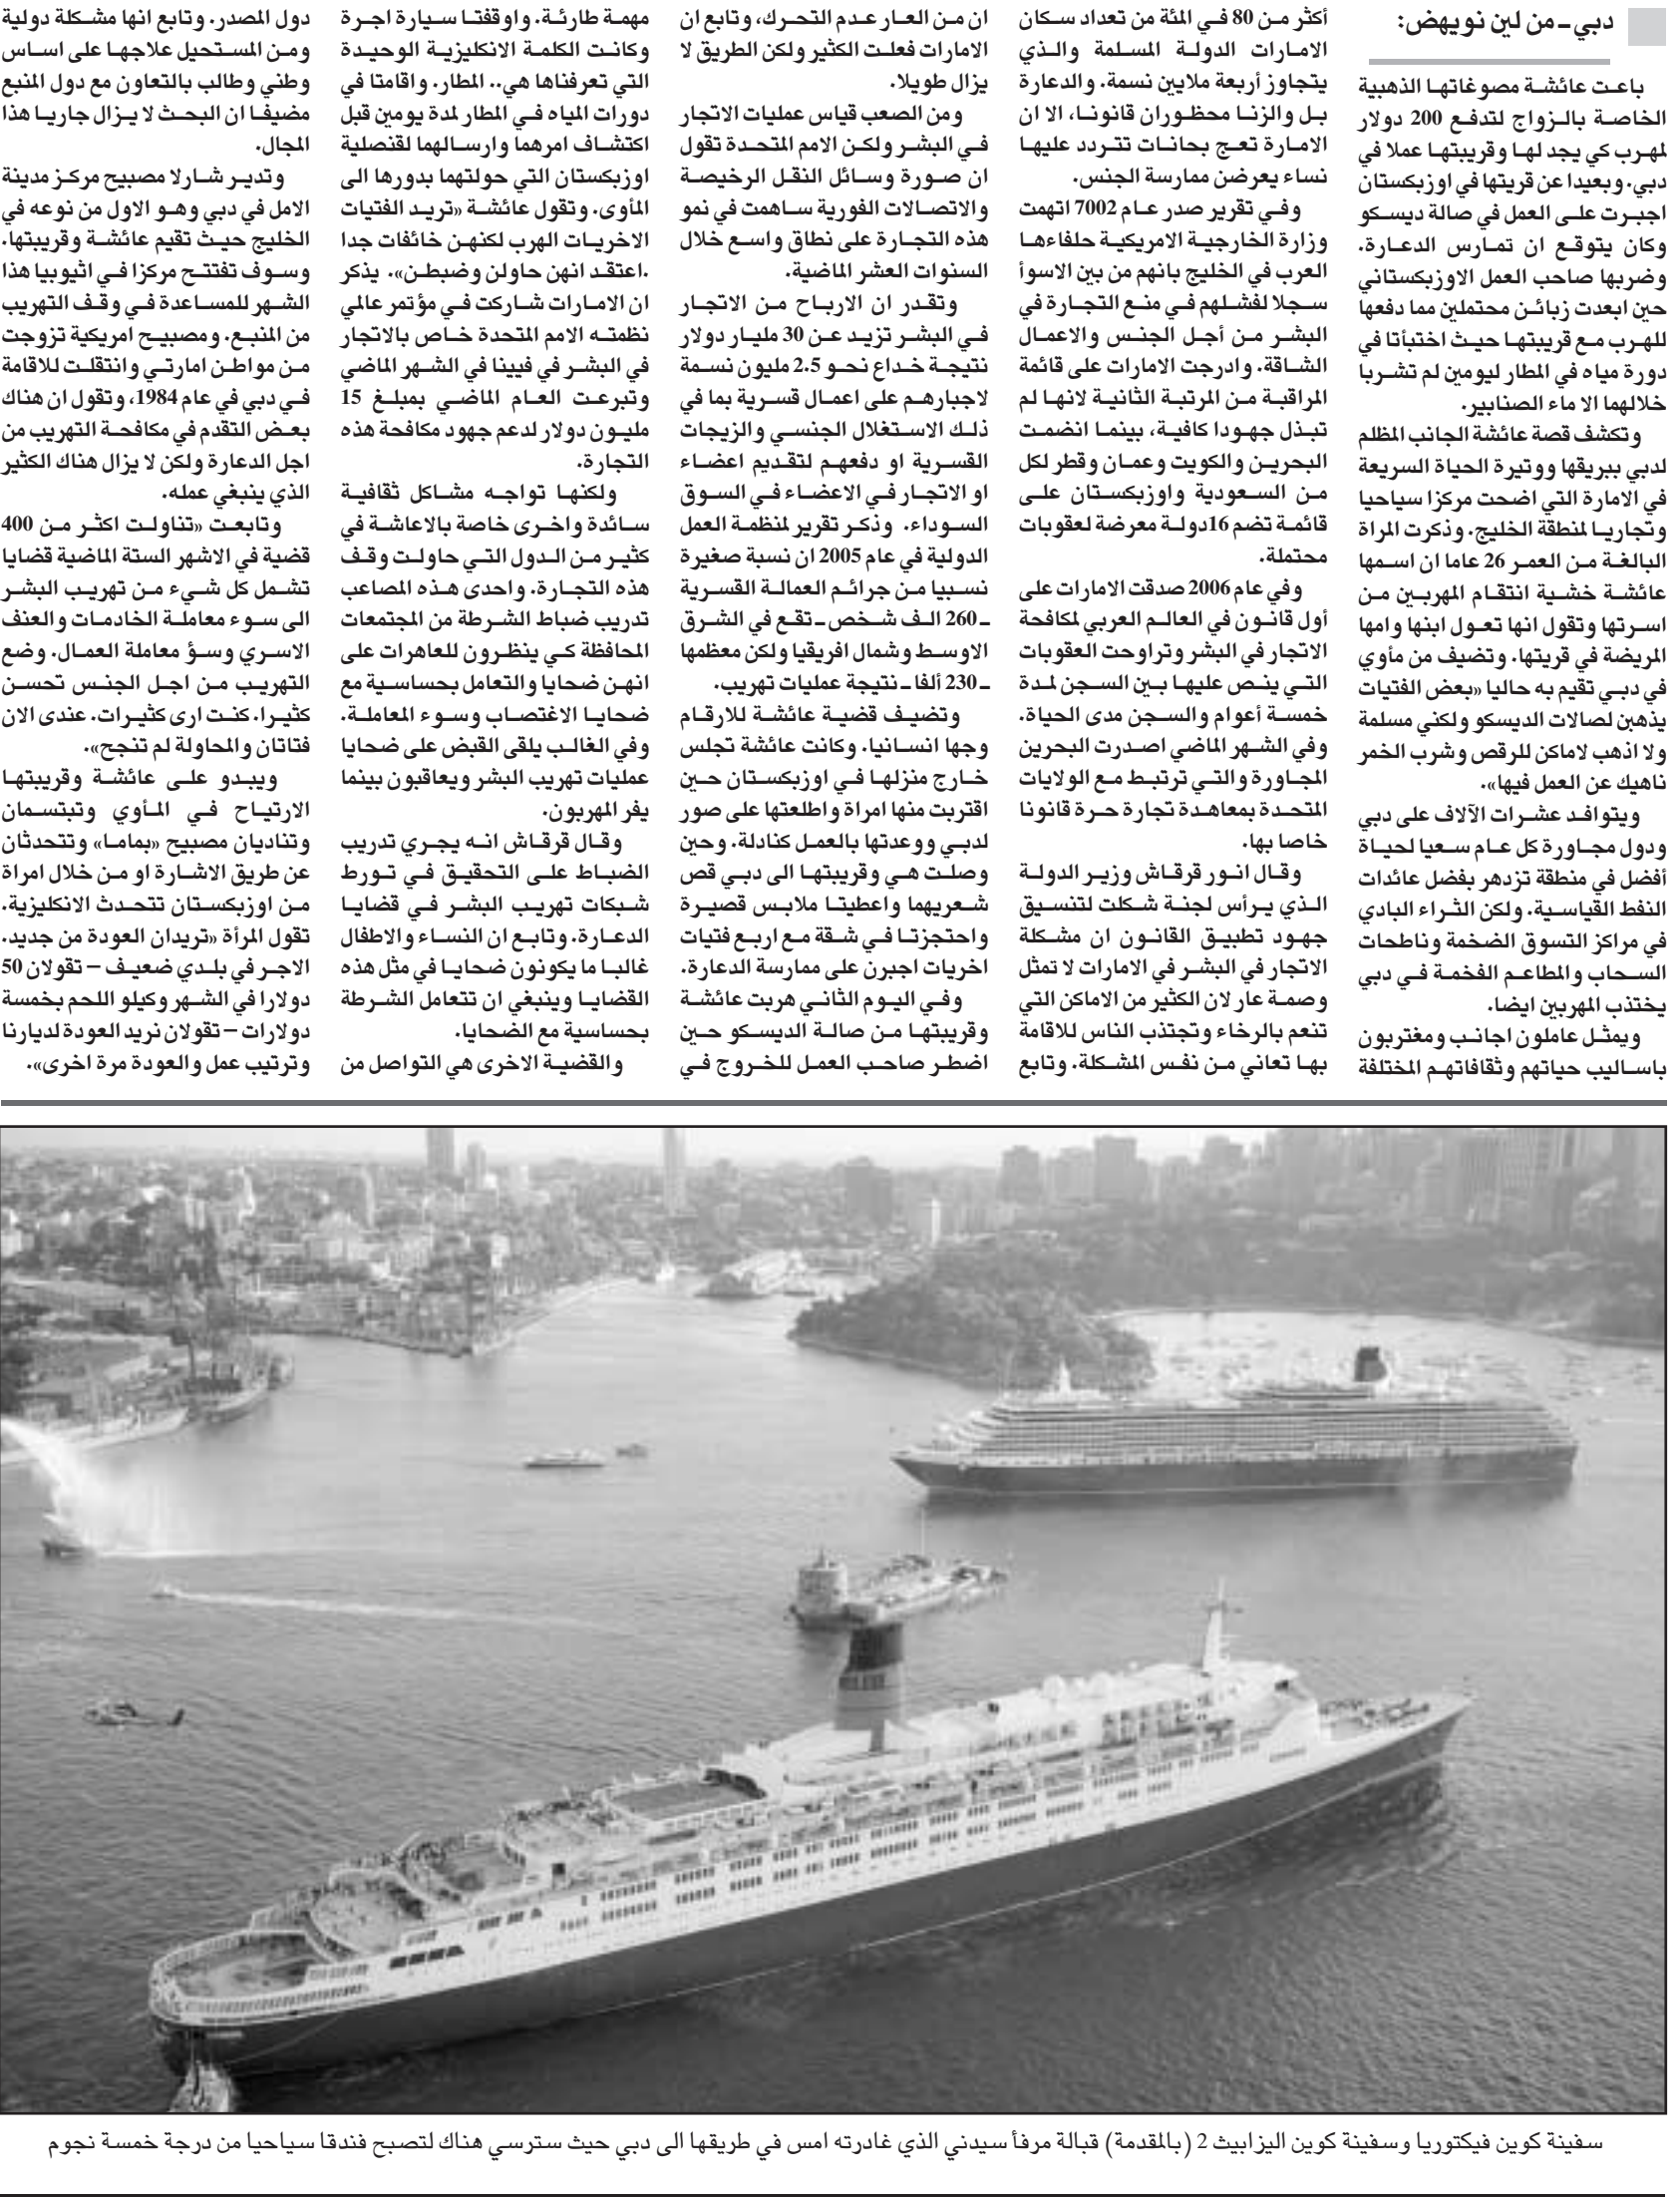 دبي ـ من لين نويهض:
باعت عائشة مصوغاتها الذهبية
الخاصة بالزواج لتدفع 200 دولار
لمهرب كي يجد لها وقريبتها عملا في
دبي. وبعيدا عن قريتها في اوزبكستان
اجبرت على العمل في صالة ديسكو
وكان يتوقع ان تمارس الدعارة.
وضربها صاحب العمل الاوزبكستاني
حين ابعدت زبائن محتملين مما دفعها
للهرب مع قريبتها حيث اختبأتا في
دورة مياه في المطار ليومين لم تشربا
خلالهما الا ماء الصنابير.
وتكشف قصة عائشة الجانب المظلم
لدبي ببريقها ووتيرة الحياة السريعة
في الامارة التي اضحت مركزا سياحيا
وتجاريا لمنطقة الخليج. وذكرت المراة
البالغة من العمر 26 عاما ان اسمها
عائشة خشية انتقام المهربين من
اسرتها وتقول انها تعول ابنها وامها
المريضة في قريتها. وتضيف من مأوي
في دبي تقيم به حاليا «بعض الفتيات
يذهبن لصالات الديسكو ولكني مسلمة
ولا اذهب لاماكن للرقص وشرب الخمر
ناهيك عن العمل فيها».
ويتوافد عشرات الآلاف على دبي
ودول مجاورة كل عام سعيا لحياة
أفضل في منطقة تزدهر بفضل عائدات
النفط القياسية. ولكن الثراء البادي
في مراكز التسوق الضخمة وناطحات
السحاب والمطاعم الفخمة في دبي
يختذب المهربين ايضا.
ويمثل عاملون اجانب ومغتربون
باساليب حياتهم وثقافاتهم المختلفة
أكثر من 80 في المئة من تعداد سكان
الامارات الدولة المسلمة والذي
يتجاوز أربعة ملايين نسمة. والدعارة
بل والزنا محظوران قانونا، الا ان
الامارة تعج بحانات تتردد عليها
نساء يعرضن ممارسة الجنس.
وفي تقرير صدر عام 7002 اتهمت
وزارة الخارجية الامريكية حلفاءها
العرب في الخليج بانهم من بين الاسوأ
سجلا لفشلهم في منع التجارة في
البشر من أجل الجنس والاعمال
الشاقة. وادرجت الامارات على قائمة
المراقبة من المرتبة الثانية لانها لم
تبذل جهودا كافية، بينما انضمت
البحرين والكويت وعمان وقطر لكل
من السعودية واوزبكستان على
قائمة تضم 16دولة معرضة لعقوبات
محتملة.
وفي عام 2006 صدقت الامارات على
أول قانون في العالم العربي لمكافحة
الاتجار في البشر وتراوحت العقوبات
التي ينص عليها بين السجن لمدة
خمسة أعوام والسجن مدى الحياة.
وفي الشهر الماضي اصدرت البحرين
المجاورة والتي ترتبط مع الولايات
المتحدة بمعاهدة تجارة حرة قانونا
خاصا بها.
وقال انور قرقاش وزير الدولة
الذي يرأس لجنة شكلت لتنسيق
جهود تطبيق القانون ان مشكلة
الاتجار في البشر في الامارات لا تمثل
وصمة عار لان الكثير من الاماكن التي
تنعم بالرخاء وتجتذب الناس للاقامة
بها تعاني من نفس المشكلة. وتابع
ان من العار عدم التحرك، وتابع ان
الامارات فعلت الكثير ولكن الطريق لا
يزال طويلا.
ومن الصعب قياس عمليات الاتجار
في البشر ولكن الامم المتحدة تقول
ان صورة وسائل النقل الرخيصة
والاتصالات الفورية ساهمت في نمو
هذه التجارة على نطاق واسع خلال
السنوات العشر الماضية.
وتقدر ان الارباح من الاتجار
في البشر تزيد عن 30 مليار دولار
نتيجة خداع نحو 2.5 مليون نسمة
لاجبارهم على اعمال قسرية بما في
ذلك الاستغلال الجنسي والزيجات
القسرية او دفعهم لتقديم اعضاء
او الاتجار في الاعضاء في السوق
السوداء. وذكر تقرير لمنظمة العمل
الدولية في عام 2005 ان نسبة صغيرة
نسبيا من جرائم العمالة القسرية
ـ 260 الف شخص ـ تقع في الشرق
الاوسط وشمال افريقيا ولكن معظمها
ـ 230 ألفا ـ نتيجة عمليات تهريب.
وتضيف قضية عائشة للارقام
وجها انسانيا. وكانت عائشة تجلس
خارج منزلها في اوزبكستان حين
اقتربت منها امراة واطلعتها على صور
لدبي ووعدتها بالعمل كنادلة. وحين
وصلت هي وقريبتها الى دبي قص
شعريهما واعطيتا ملابس قصيرة
واحتجزتا في شقة مع اربع فتيات
اخريات اجبرن على ممارسة الدعارة.
وفي اليوم الثاني هربت عائشة
وقريبتها من صالة الديسكو حين
اضطر صاحب العمل للخروج في
مهمة طارئة. واوقفتا سيارة اجرة
وكانت الكلمة الانكليزية الوحيدة
التي تعرفناها هي.. المطار. واقامتا في
دورات المياه في المطار لمدة يومين قبل
اكتشاف امرهما وارسالهما لقنصلية
اوزبكستان التي حولتهما بدورها الى
المأوى. وتقول عائشة «تريد الفتيات
الاخريات الهرب لكنهن خائفات جدا
.اعتقد انهن حاولن وضبطن». يذكر
ان الامارات شاركت في مؤتمر عالمي
نظمته الامم المتحدة خاص بالاتجار
في البشر في فيينا في الشهر الماضي
وتبرعت العام الماضي بمبلغ 15
مليون دولار لدعم جهود مكافحة هذه
التجارة.
ولكنها تواجه مشاكل ثقافية
سائدة واخرى خاصة بالاعاشة في
كثير من الدول التي حاولت وقف
هذه التجارة. واحدى هذه المصاعب
تدريب ضباط الشرطة من المجتمعات
المحافظة كي ينظرون للعاهرات على
انهن ضحايا والتعامل بحساسية مع
ضحايا الاغتصاب وسوء المعاملة.
وفي الغالب يلقى القبض على ضحايا
عمليات تهريب البشر ويعاقبون بينما
يفر المهربون.
وقال قرقاش انه يجري تدريب
الضباط على التحقيق في تورط
شبكات تهريب البشر في قضايا
الدعارة. وتابع ان النساء والاطفال
غالبا ما يكونون ضحايا في مثل هذه
القضايا وينبغي ان تتعامل الشرطة
بحساسية مع الضحايا.
والقضية الاخرى هي التواصل من
دول المصدر. وتابع انها مشكلة دولية
ومن المستحيل علاجها على اساس
وطني وطالب بالتعاون مع دول المنبع
مضيفا ان البحث لا يزال جاريا هذا
المجال.
وتدير شارلا مصبيح مركز مدينة
الامل في دبي وهو الاول من نوعه في
الخليج حيث تقيم عائشة وقريبتها.
وسوف تفتتح مركزا في اثيوبيا هذا
الشهر للمساعدة في وقف التهريب
من المنبع. ومصبيح امريكية تزوجت
من مواطن امارتي وانتقلت للاقامة
في دبي في عام 1984، وتقول ان هناك
بعض التقدم في مكافحة التهريب من
اجل الدعارة ولكن لا يزال هناك الكثير
الذي ينبغي عمله.
وتابعت «تناولت اكثر من 400
قضية في الاشهر الستة الماضية قضايا
تشمل كل شيء من تهريب البشر
الى سوء معاملة الخادمات والعنف
الاسري وسؤ معاملة العمال. وضع
التهريب من اجل الجنس تحسن
كثيرا. كنت ارى كثيرات. عندى الان
فتاتان والمحاولة لم تنجح».
ويبدو على عائشة وقريبتها
الارتياح في المأوي وتبتسمان
وتناديان مصبيح «بماما» وتتحدثان
عن طريق الاشارة او من خلال امراة
من اوزبكستان تتحدث الانكليزية.
تقول المرأة «تريدان العودة من جديد.
الاجر في بلدي ضعيف – تقولان 50
دولارا في الشهر وكيلو اللحم بخمسة
دولارات – تقولان نريد العودة لديارنا
وترتيب عمل والعودة مرة اخرى».
سفينة كوين فيكتوريا وسفينة كوين اليزابيث 2 (بالمقدمة) قبالة مرفأ سيدني الذي غادرته امس في طريقها الى دبي حيث سترسي هناك لتصبح فندقا سياحيا من درجة خمسة نجوم